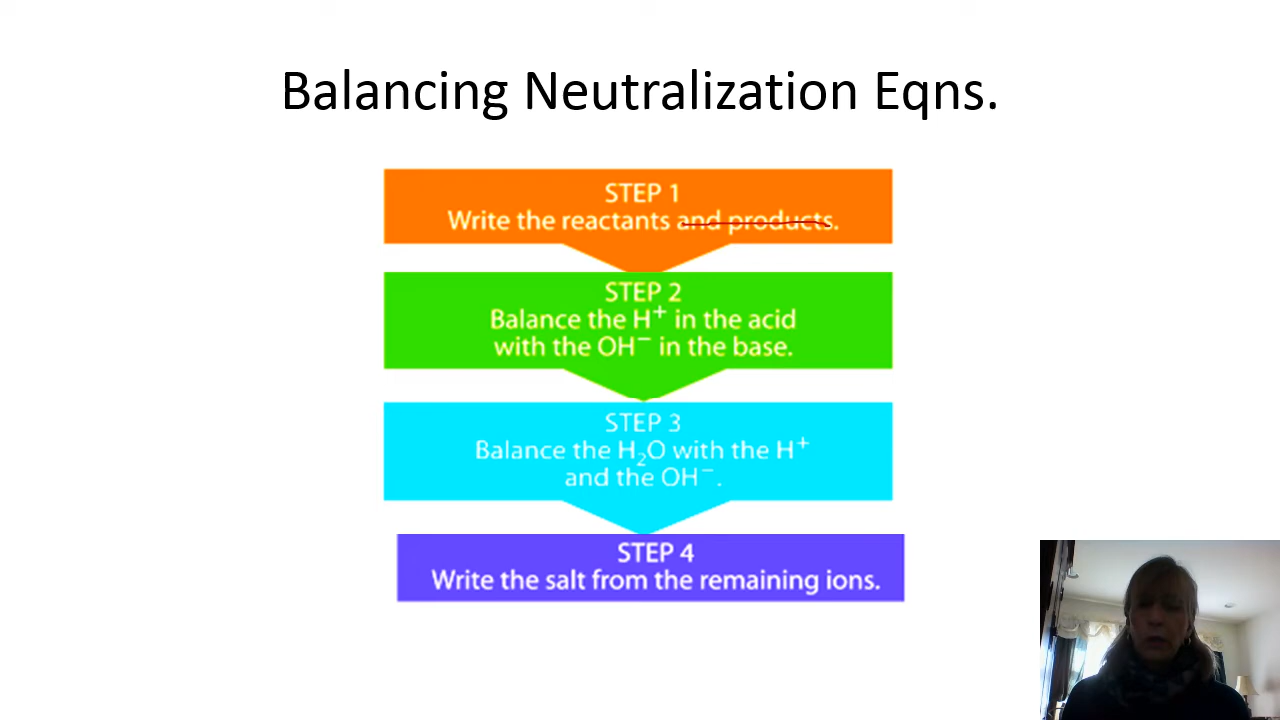 Balancing Neutralization Eqns.
STEP 1
Write the reactants and products.
STEP 2
Balance the H⁺ in the acid
with the OH⁻ in the base.
STEP 3
Balance the H₂O with the H⁺
and the OH⁻.
STEP 4
Write the salt from the remaining ions.